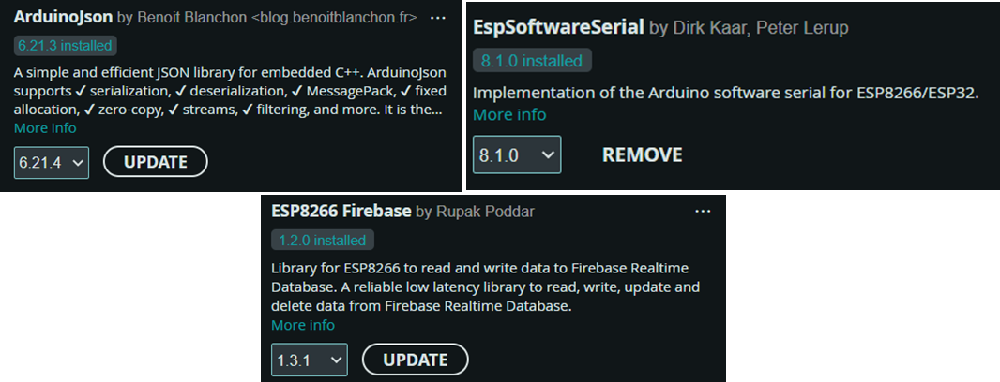 ArduinoJson by Benoit Blanchon <blog.benoitblanchon.fr> ...
6.21.3 installed
A simple and efficient JSON library for embedded C++. ArduinoJson
supports ✔ serialization, ✔ deserialization, ✔ MessagePack, ✔ fixed
allocation, ✔ zero-copy, ✔ streams, ✔ filtering, and more. It is the...
More info
6.21.4 UPDATE
EspSoftwareSerial by Dirk Kaar, Peter Lerup
8.1.0 installed
Implementation of the Arduino software serial for ESP8266/ESP32.
More info
8.1.0 REMOVE
ESP8266 Firebase by Rupak Poddar ...
1.2.0 installed
Library for ESP8266 to read and write data to Firebase Realtime
Database. A reliable low latency library to read, write, update and
delete data from Firebase Realtime Database.
More info
1.3.1 UPDATE